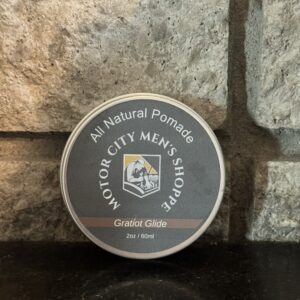 All Natural Pomade
MOTOR CITY MEN'S SHOPPE
Gratiot Glide
2oz / 60ml